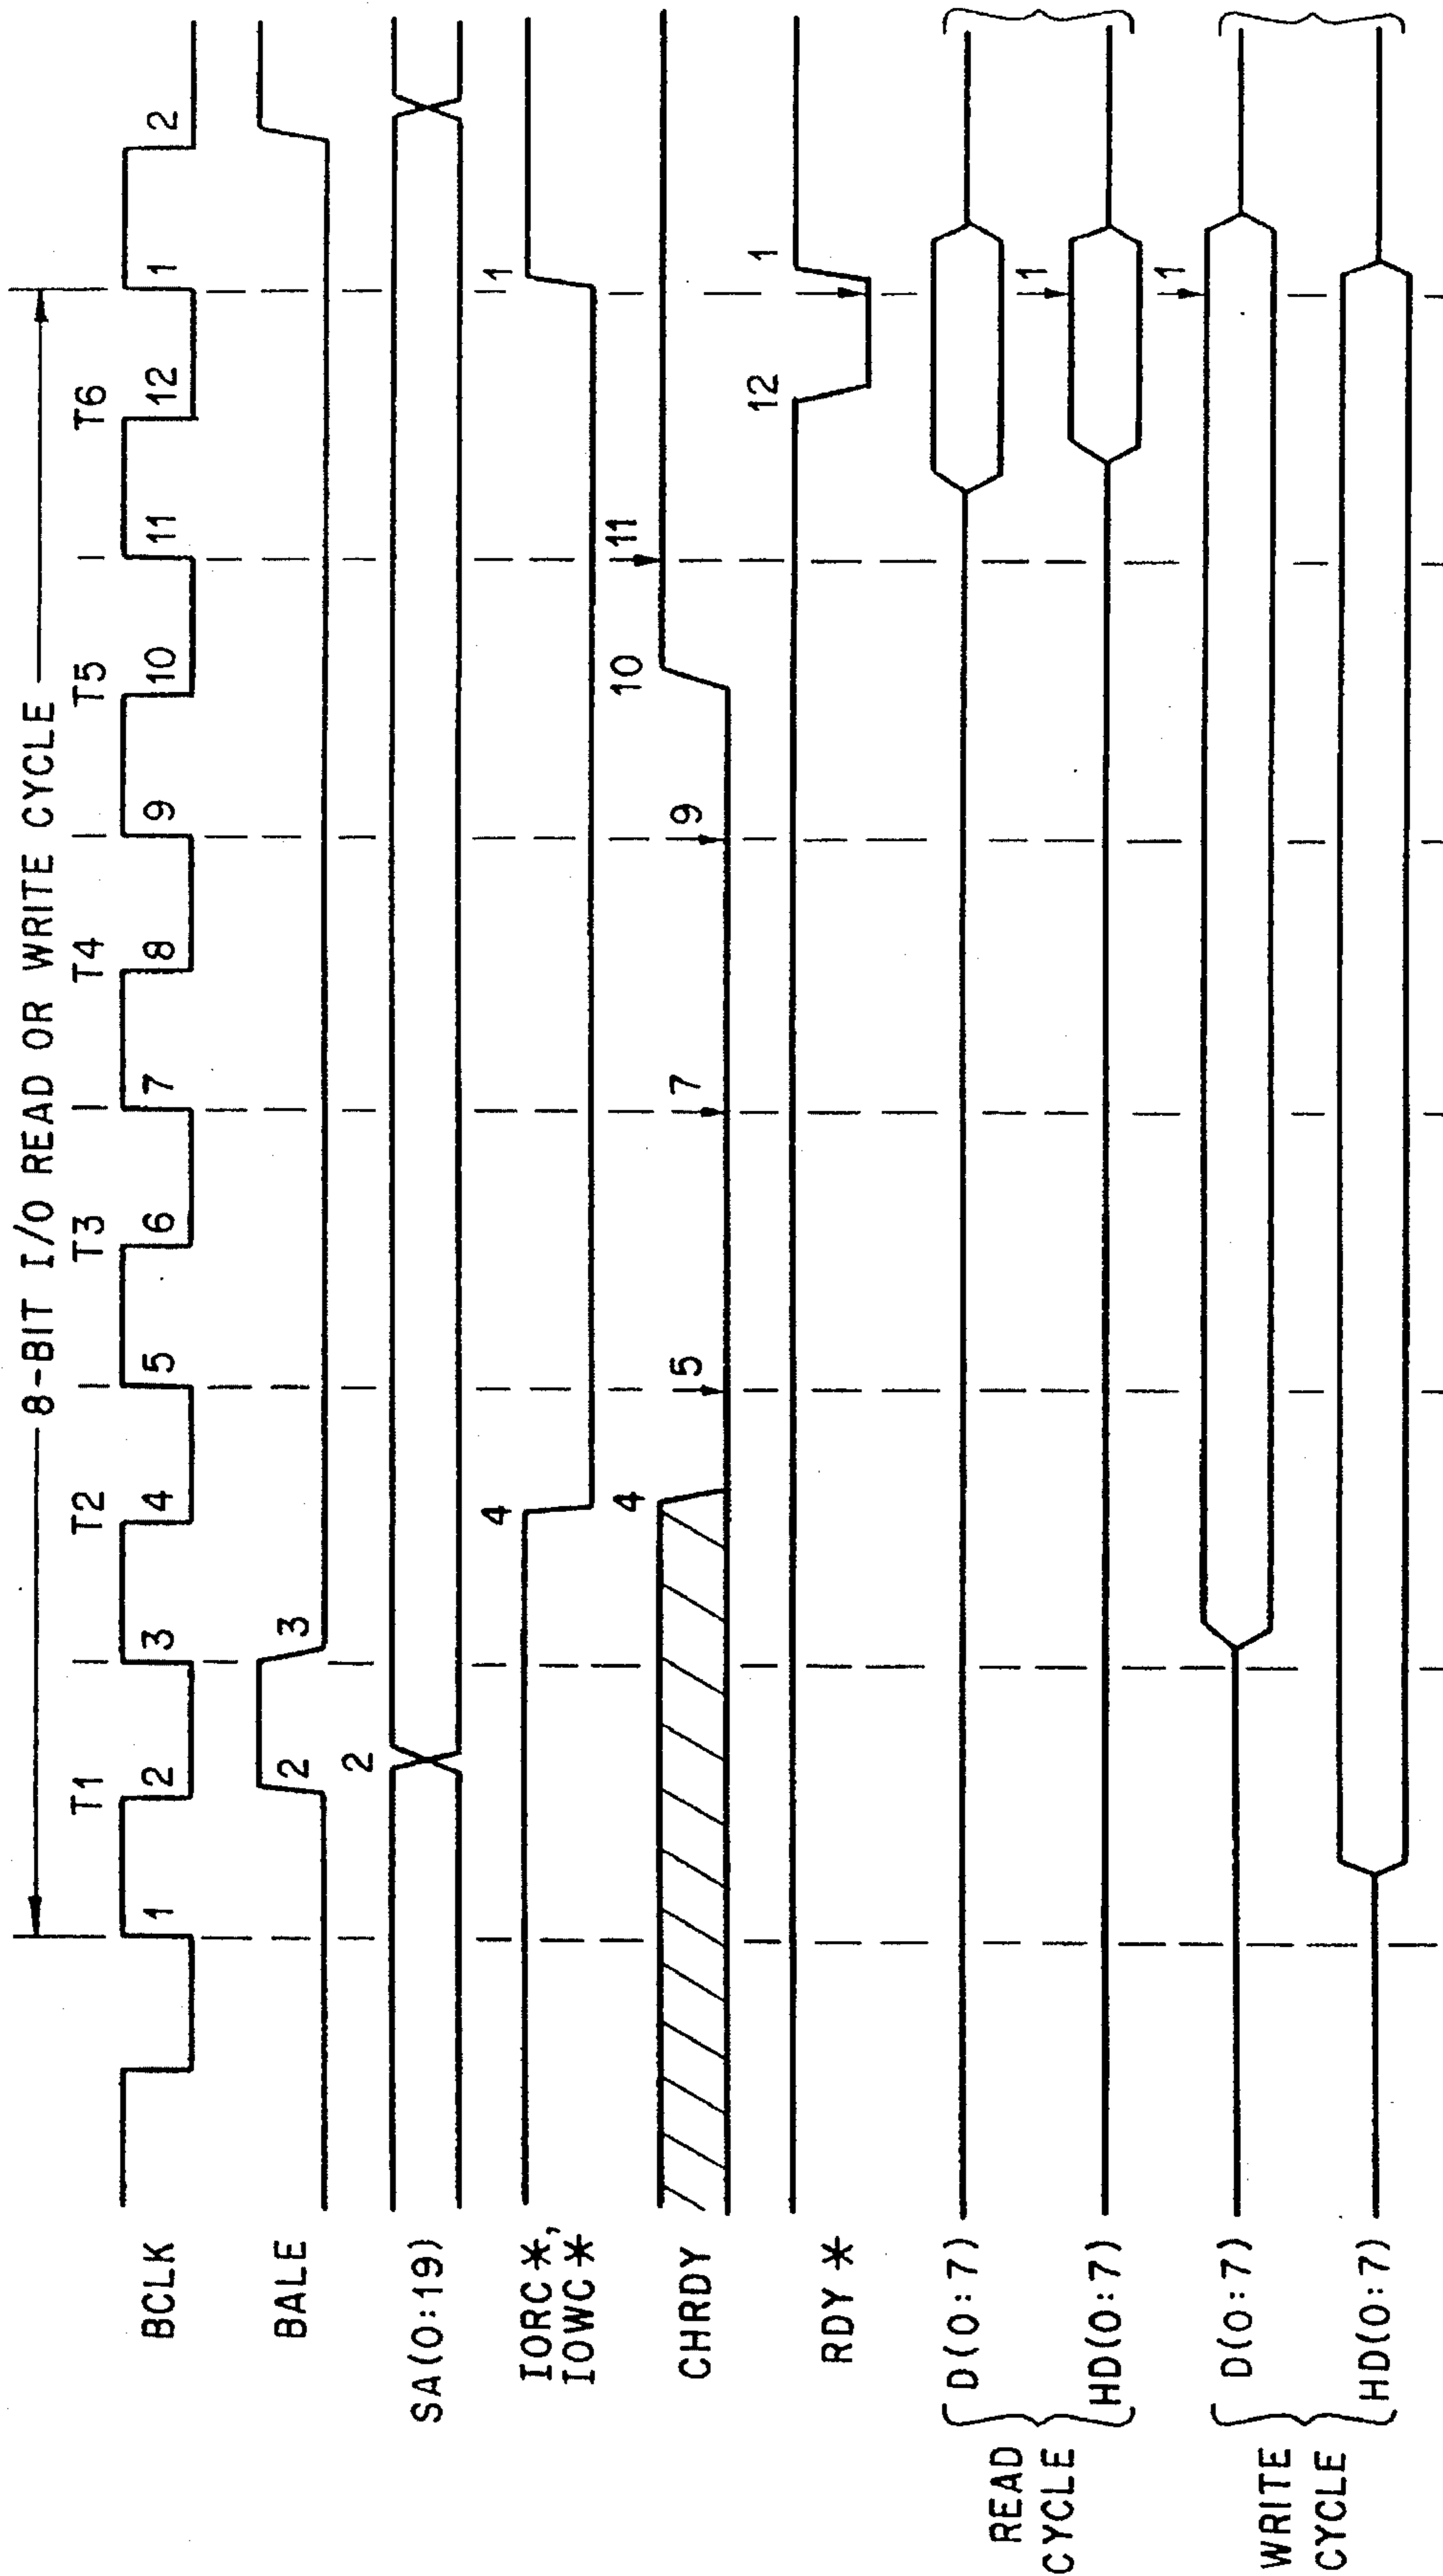 8-BIT I/O READ OR WRITE CYCLE
T1 T2 T3 T4 T5 T6
BCLK 1 2 3 4 5 6 7 8 9 10 11 12 1 2
BALE 2 3
SA(0:19) 2
IORC*, 4 1
IOWC*
CHRDY 4 5 7 9 10 11
RDY* 12 1
READ CYCLE
D(0:7)
HD(0:7) 1
WRITE CYCLE
D(0:7) 1
HD(0:7)